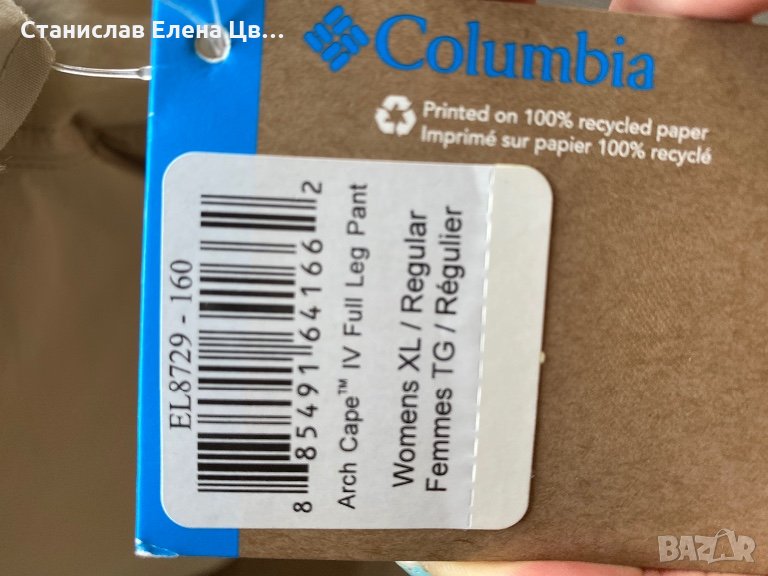 Станислав Елена Цв...
Columbia
Printed on 100% recycled paper
Imprimé sur papier 100% recyclé
EL8729 - 160
8 85491 64166 2
Arch Cape™ IV Full Leg Pant
Womens XL / Regular
Femmes TG / Régulier
BAZAR